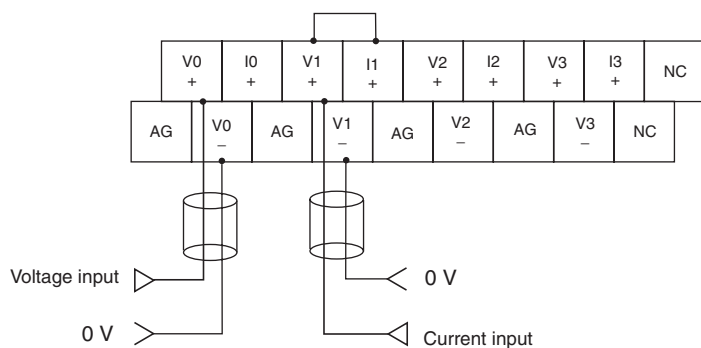 V0 I0 V1 I1 V2 I2 V3 I3 NC
+ + + + + + + +
AG V0 AG V1 AG V2 AG V3 NC
– – – –
Voltage input
0 V
0 V
Current input